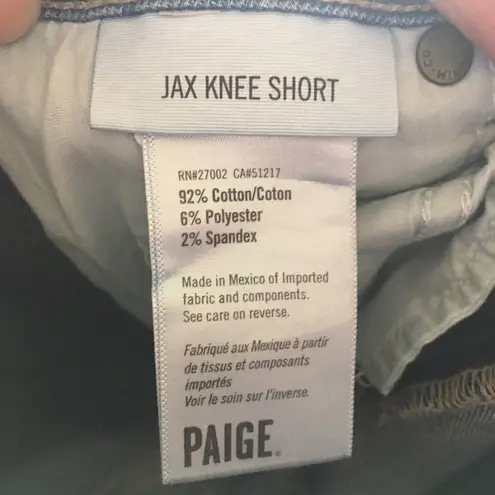 JAX KNEE SHORT
RN#27002 CA#51217
92% Cotton/Coton
6% Polyester
2% Spandex
Made in Mexico of Imported
fabric and components.
See care on reverse.
Fabriqué aux Mexique à partir
de tissus et composants
importés
Voir le soin sur l'inverse.
PAIGE